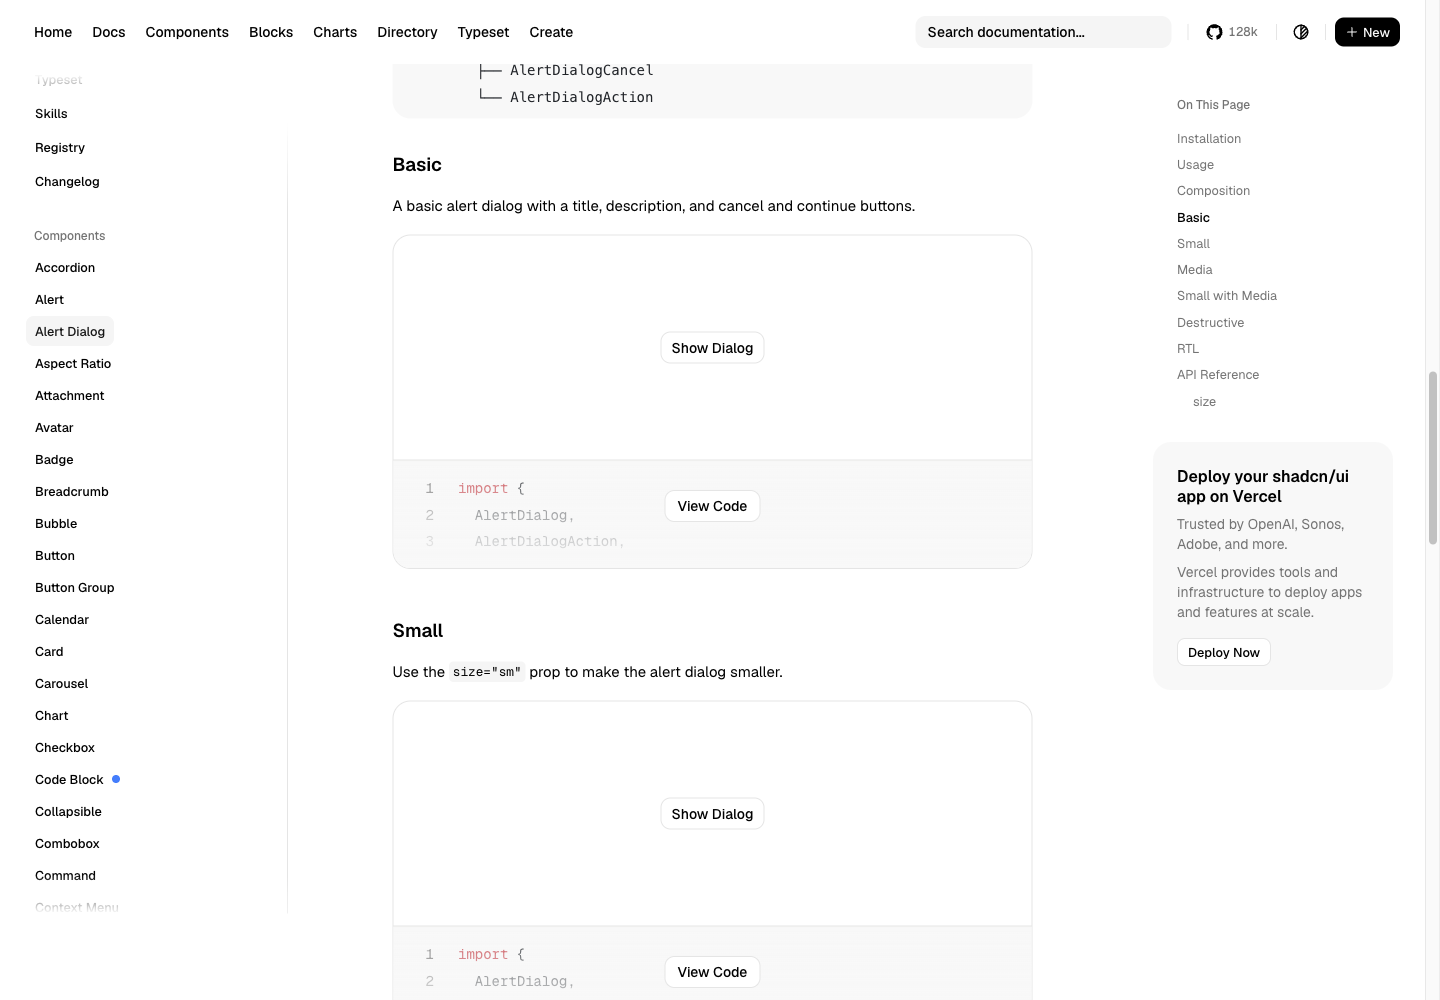 Home
Docs
Components
Blocks
Charts
Directory
Typeset
Create
Search documentation...
128k
New
Typeset
Skills
Registry
Changelog
Components
Accordion
Alert
Alert Dialog
Aspect Ratio
Attachment
Avatar
Badge
Breadcrumb
Bubble
Button
Button Group
Calendar
Card
Carousel
Chart
Checkbox
Code Block
Collapsible
Combobox
Command
Context Menu
├── AlertDialogCancel
└── AlertDialogAction
Basic
A basic alert dialog with a title, description, and cancel and continue buttons.
Show Dialog
1 import {
2 AlertDialog,
3 AlertDialogAction,
View Code
Small
Use the size="sm" prop to make the alert dialog smaller.
Show Dialog
1 import {
2 AlertDialog,
View Code
On This Page
Installation
Usage
Composition
Basic
Small
Media
Small with Media
Destructive
RTL
API Reference
size
Deploy your shadcn/ui
app on Vercel
Trusted by OpenAI, Sonos,
Adobe, and more.
Vercel provides tools and
infrastructure to deploy apps
and features at scale.
Deploy Now